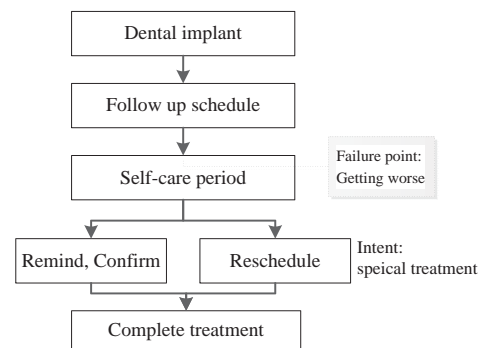 Dental implant
Follow up schedule
Failure point:
Getting worse
Self-care period
Remind, Confirm
Reschedule
Intent:
speical treatment
Complete treatment